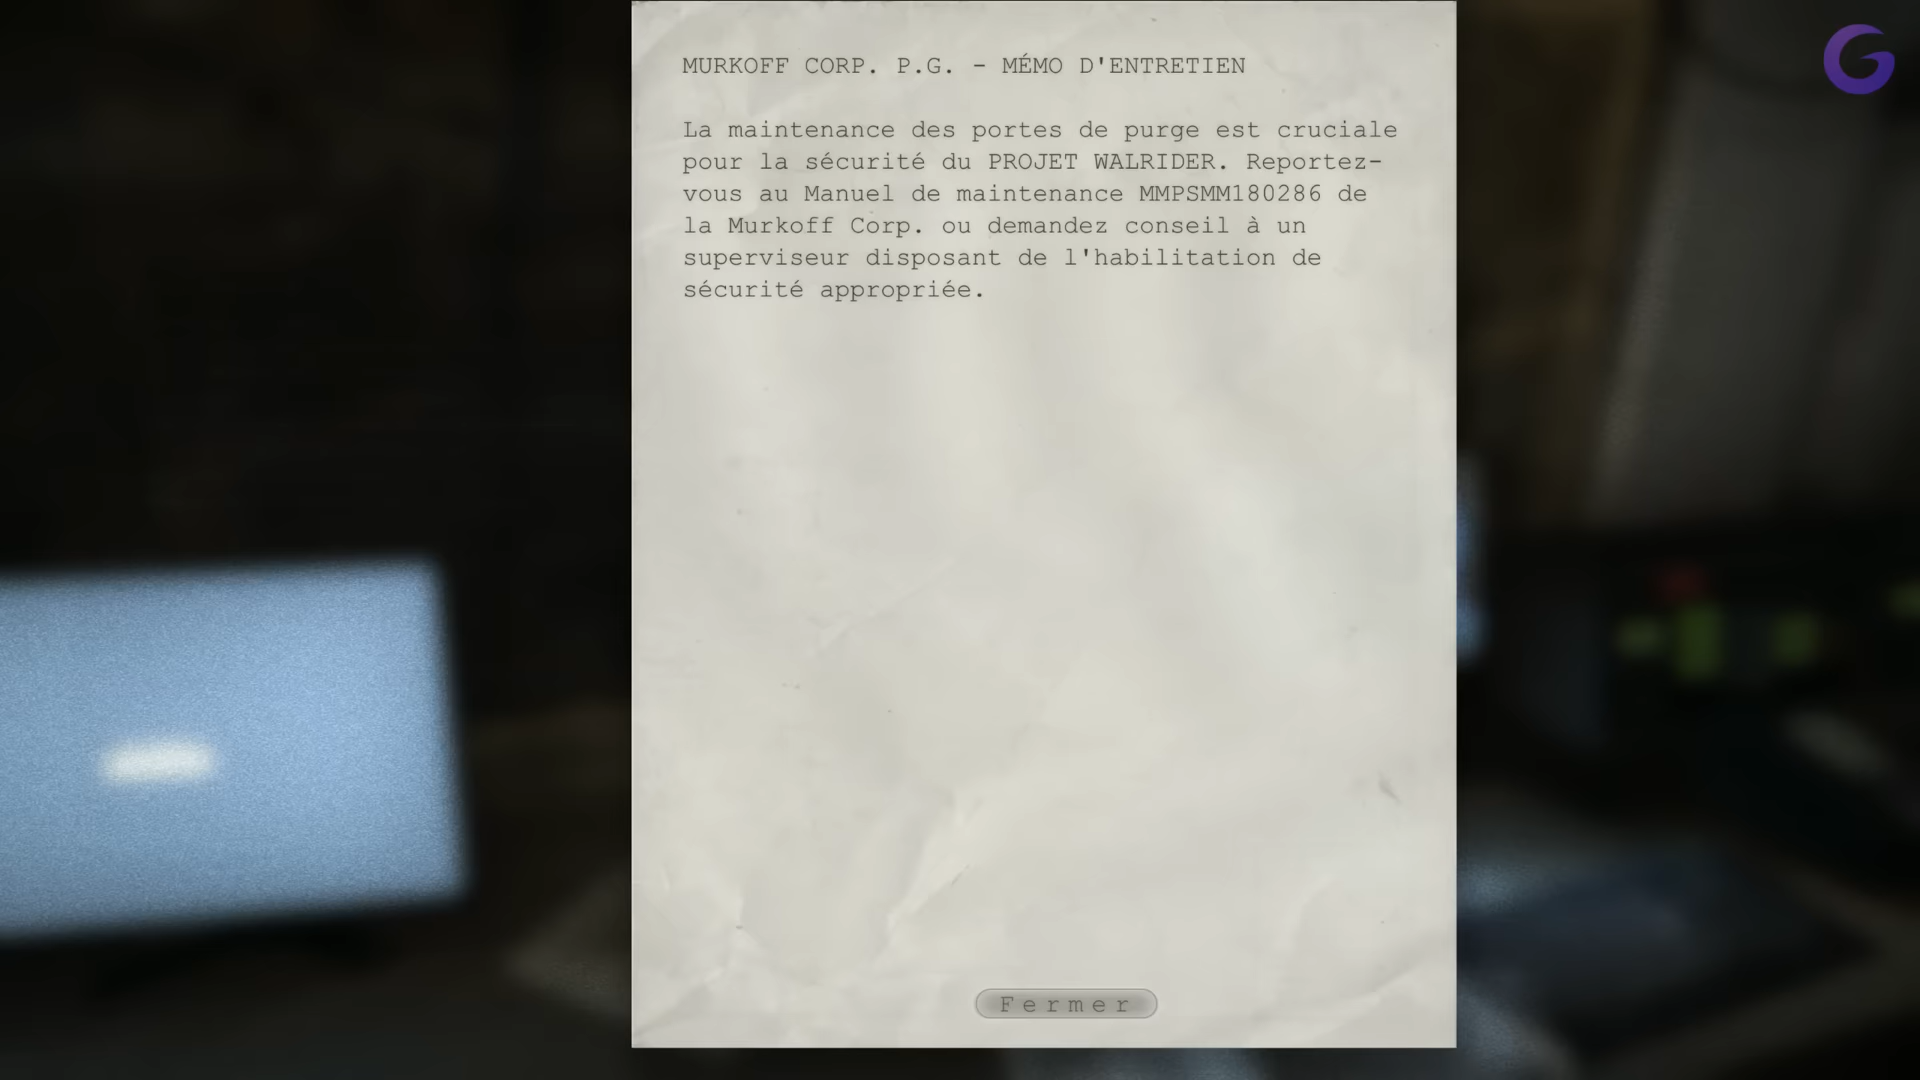 MURKOFF CORP. P.G. - MÉMO D'ENTRETIEN
La maintenance des portes de purge est cruciale
pour la sécurité du PROJET WALRIDER. Reportez-
vous au Manuel de maintenance MMPSMM180286 de
la Murkoff Corp. ou demandez conseil à un
superviseur disposant de l'habilitation de
sécurité appropriée.
Fermer